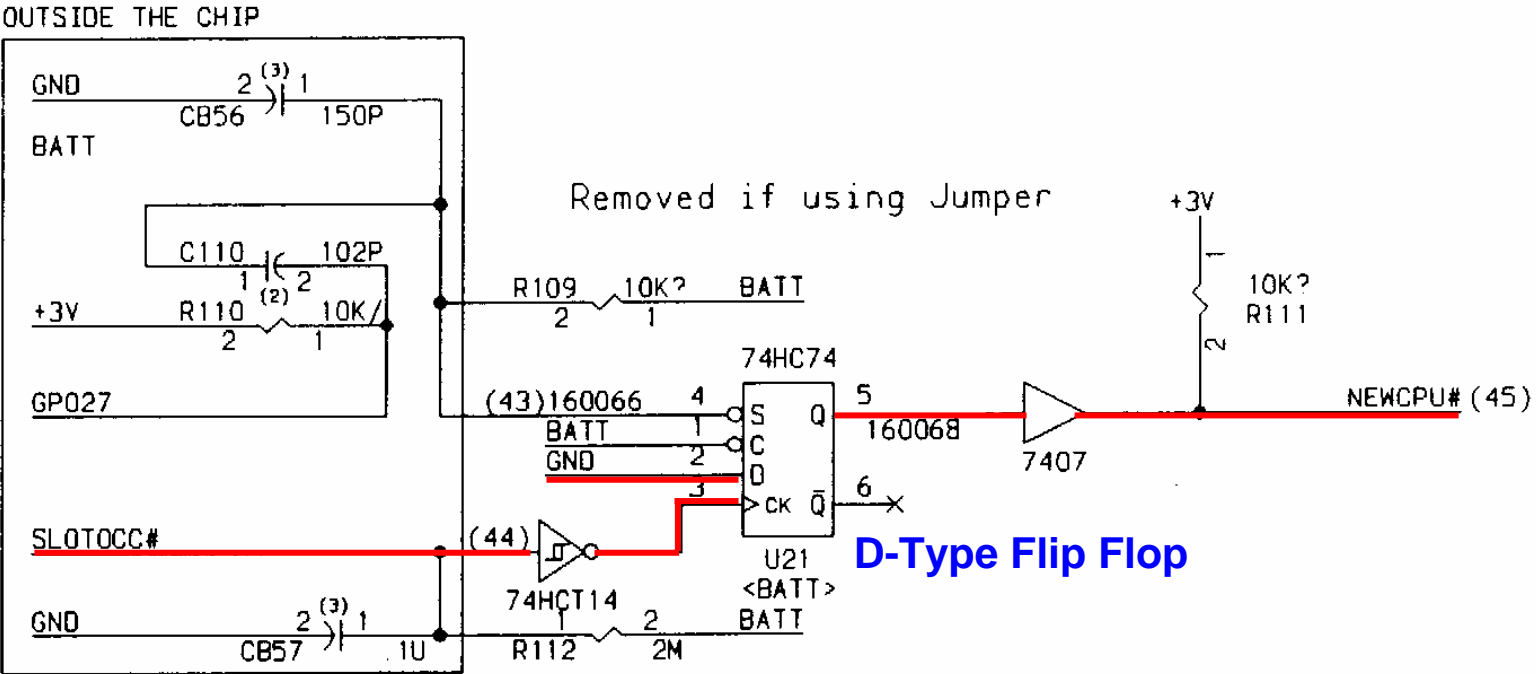 OUTSIDE THE CHIP
GND 2 (3) 1
CB56 150P
BATT
Removed if using Jumper
+3V
C110 102P
1 2
(2)
+3V R110 10K
2 1
R109 10K? BATT
2 1
1 10K?
R111
2
74HC74
GPO27
(43)160066 4 S Q 5
160068
NEWCPU# (45)
BATT 1 C
GND 2 D
7407
3 CK Q̅ 6
SLOTOCC# (44)
D-Type Flip Flop
U21
<BATT>
74HCT14
GND 2 (3) 1
CB57 .1U
1 2 BATT
R112 2M